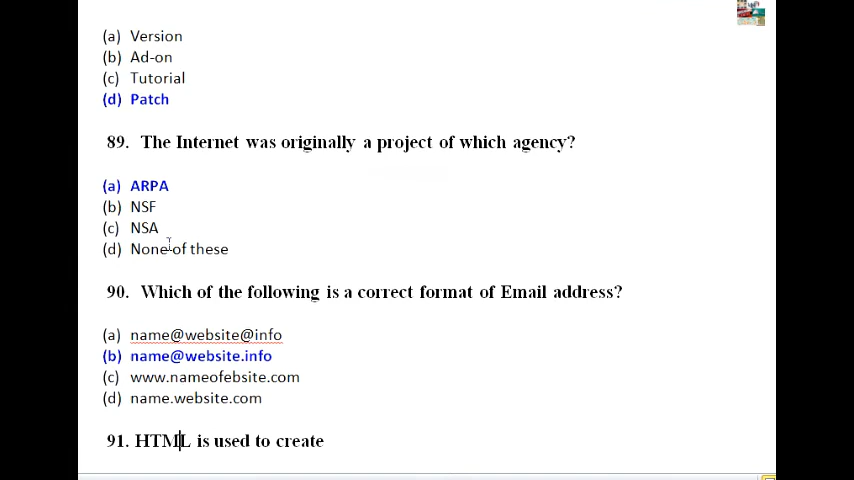 (a) Version
(b) Ad-on
(c) Tutorial
(d) Patch
89. The Internet was originally a project of which agency?
(a) ARPA
(b) NSF
(c) NSA
(d) None of these
90. Which of the following is a correct format of Email address?
(a) name@website@info
(b) name@website.info
(c) www.nameofebsite.com
(d) name.website.com
91. HTML is used to create